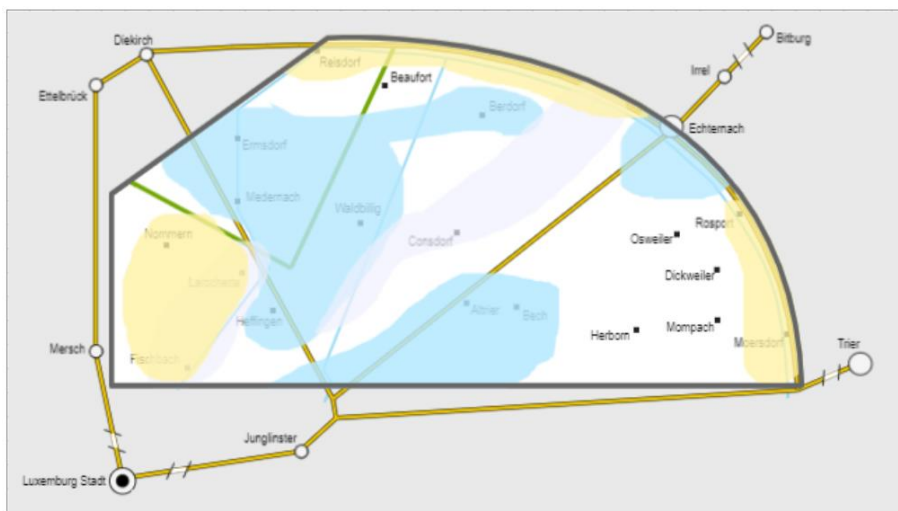 Bitburg
Diekirch
Reisdorf
Irrel
Beaufort
Ettelbrück
Berdorf
Echternach
Ermsdorf
Medernach
Waldbillig
Rosport
Nommern
Consdorf
Osweiler
Larochette
Dickweiler
Altrier
Bech
Heffingen
Mompach
Herborn
Moersdorf
Trier
Mersch
Fischbach
Junglinster
Luxemburg Stadt